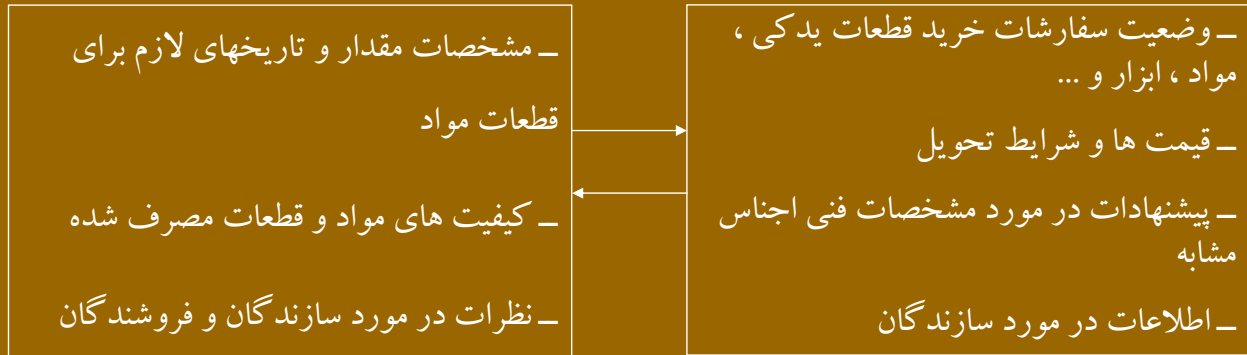 ـ وضعیت سفارشات خرید قطعات یدکی ،
مواد ، ابزار و ...
ـ قیمت ها و شرایط تحویل
ـ پیشنهادات در مورد مشخصات فنی اجناس
مشابه
ـ اطلاعات در مورد سازندگان
ـ مشخصات مقدار و تاریخهای لازم برای
قطعات مواد
ـ کیفیت های مواد و قطعات مصرف شده
ـ نظرات در مورد سازندگان و فروشندگان